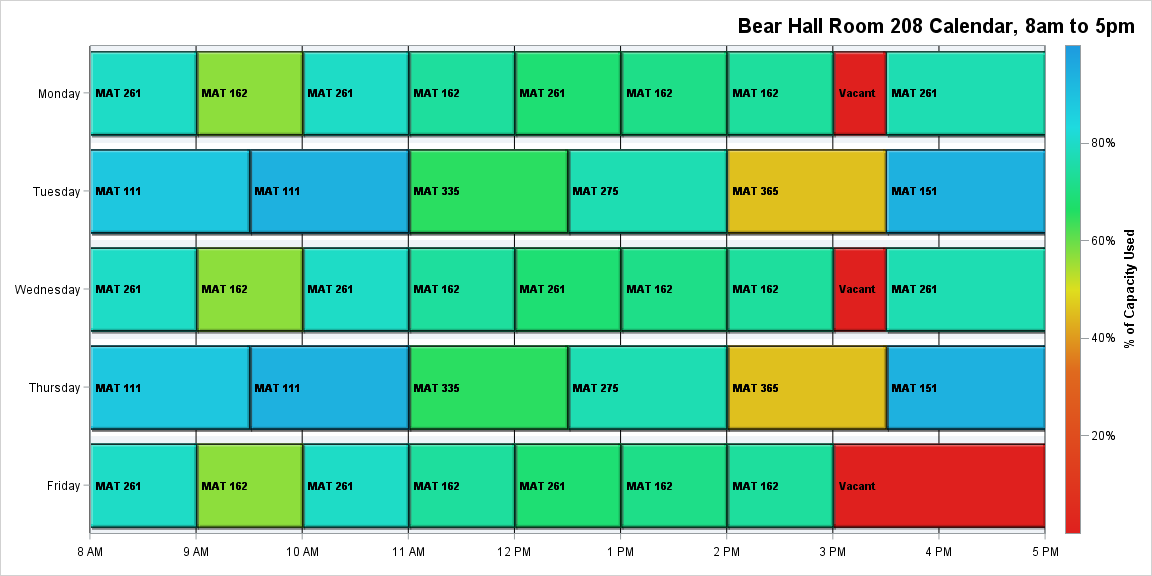 Bear Hall Room 208 Calendar, 8am to 5pm
Monday
MAT 261 MAT 162 MAT 261 MAT 162 MAT 261 MAT 162 MAT 162 Vacant MAT 261
80%
Tuesday
MAT 111 MAT 111 MAT 335 MAT 275 MAT 365 MAT 151
60%
% of Capacity Used
Wednesday
MAT 261 MAT 162 MAT 261 MAT 162 MAT 261 MAT 162 MAT 162 Vacant MAT 261
40%
Thursday
MAT 111 MAT 111 MAT 335 MAT 275 MAT 365 MAT 151
20%
Friday
MAT 261 MAT 162 MAT 261 MAT 162 MAT 261 MAT 162 MAT 162 Vacant
8 AM 9 AM 10 AM 11 AM 12 PM 1 PM 2 PM 3 PM 4 PM 5 PM